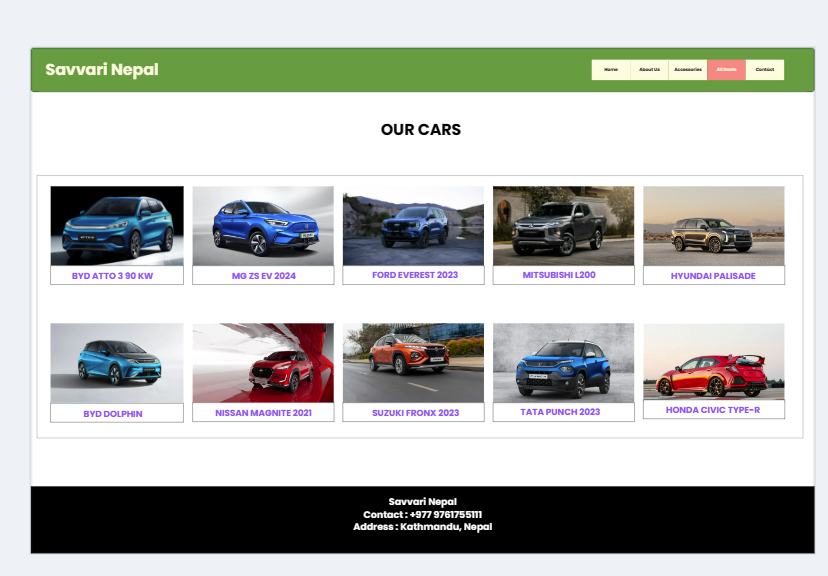 Savvari Nepal
Home About Us Accessories All Deals Contact
OUR CARS
BYD ATTO 3 90 KW
MG ZS EV 2024
FORD EVEREST 2023
MITSUBISHI L200
HYUNDAI PALISADE
BYD DOLPHIN
NISSAN MAGNITE 2021
SUZUKI FRONX 2023
TATA PUNCH 2023
HONDA CIVIC TYPE-R
Savvari Nepal
Contact : +977 9761755111
Address : Kathmandu, Nepal